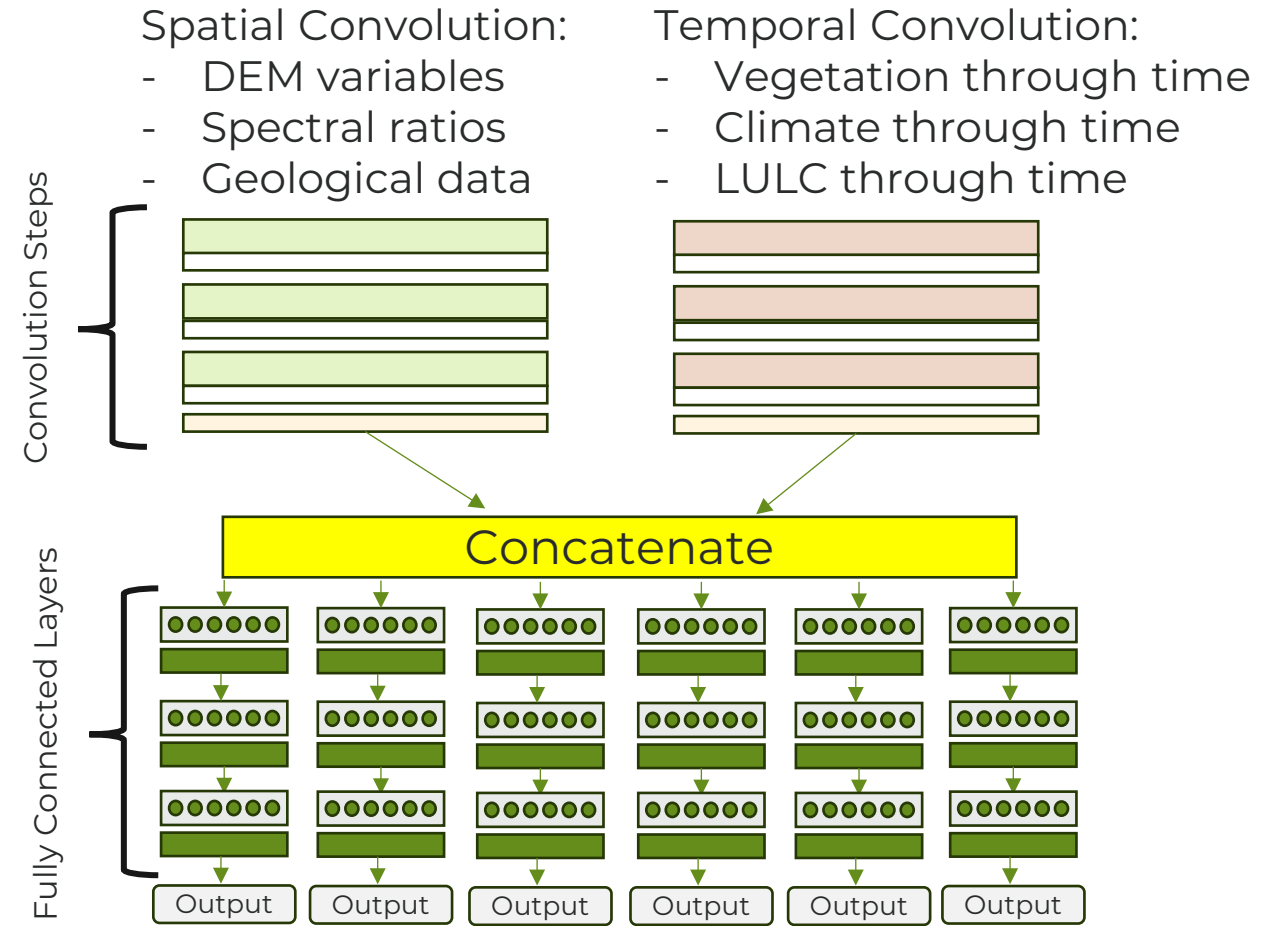 Spatial Convolution:
- DEM variables
- Spectral ratios
- Geological data
Temporal Convolution:
- Vegetation through time
- Climate through time
- LULC through time
Convolution Steps
Concatenate
Fully Connected Layers
Output
Output
Output
Output
Output
Output